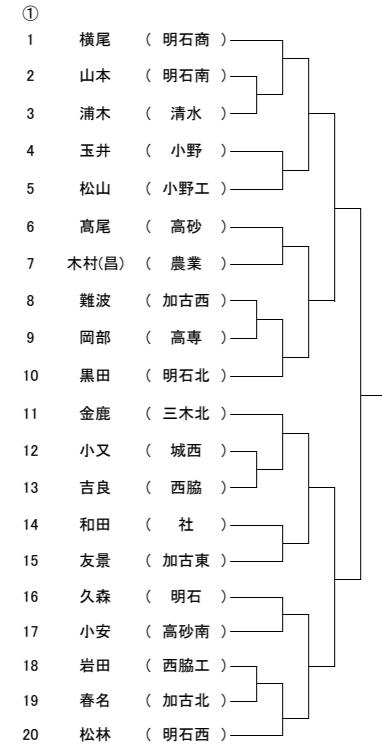 ①
1 横尾 ( 明石商 )
2 山本 ( 明石南 )
3 浦木 ( 清水 )
4 玉井 ( 小野 )
5 松山 ( 小野工 )
6 髙尾 ( 高砂 )
7 木村(昌) ( 農業 )
8 難波 ( 加古西 )
9 岡部 ( 高専 )
10 黒田 ( 明石北 )
11 金鹿 ( 三木北 )
12 小又 ( 城西 )
13 吉良 ( 西脇 )
14 和田 ( 社 )
15 友景 ( 加古東 )
16 久森 ( 明石 )
17 小安 ( 高砂南 )
18 岩田 ( 西脇工 )
19 春名 ( 加古北 )
20 松林 ( 明石西 )